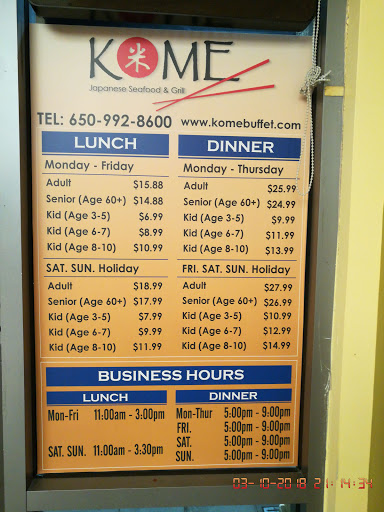 KOME
米
Japanese Seafood & Grill
TEL: 650-992-8600 www.komebuffet.com
LUNCH
Monday - Friday
Adult $15.88
Senior (Age 60+) $14.88
Kid (Age 3-5) $6.99
Kid (Age 6-7) $8.99
Kid (Age 8-10) $10.99
SAT. SUN. Holiday
Adult $18.99
Senior (Age 60+) $17.99
Kid (Age 3-5) $7.99
Kid (Age 6-7) $9.99
Kid (Age 8-10) $11.99
DINNER
Monday - Thursday
Adult $25.99
Senior (Age 60+) $24.99
Kid (Age 3-5) $9.99
Kid (Age 6-7) $11.99
Kid (Age 8-10) $13.99
FRI. SAT. SUN. Holiday
Adult $27.99
Senior (Age 60+) $26.99
Kid (Age 3-5) $10.99
Kid (Age 6-7) $12.99
Kid (Age 8-10) $14.99
BUSINESS HOURS
LUNCH
Mon-Fri 11:00am - 3:00pm
SAT. SUN. 11:00am - 3:30pm
DINNER
Mon-Thur 5:00pm - 9:00pm
FRI. 5:00pm - 9:00pm
SAT. 5:00pm - 9:00pm
SUN. 5:00pm - 9:00pm
03-10-2018 21:14:34